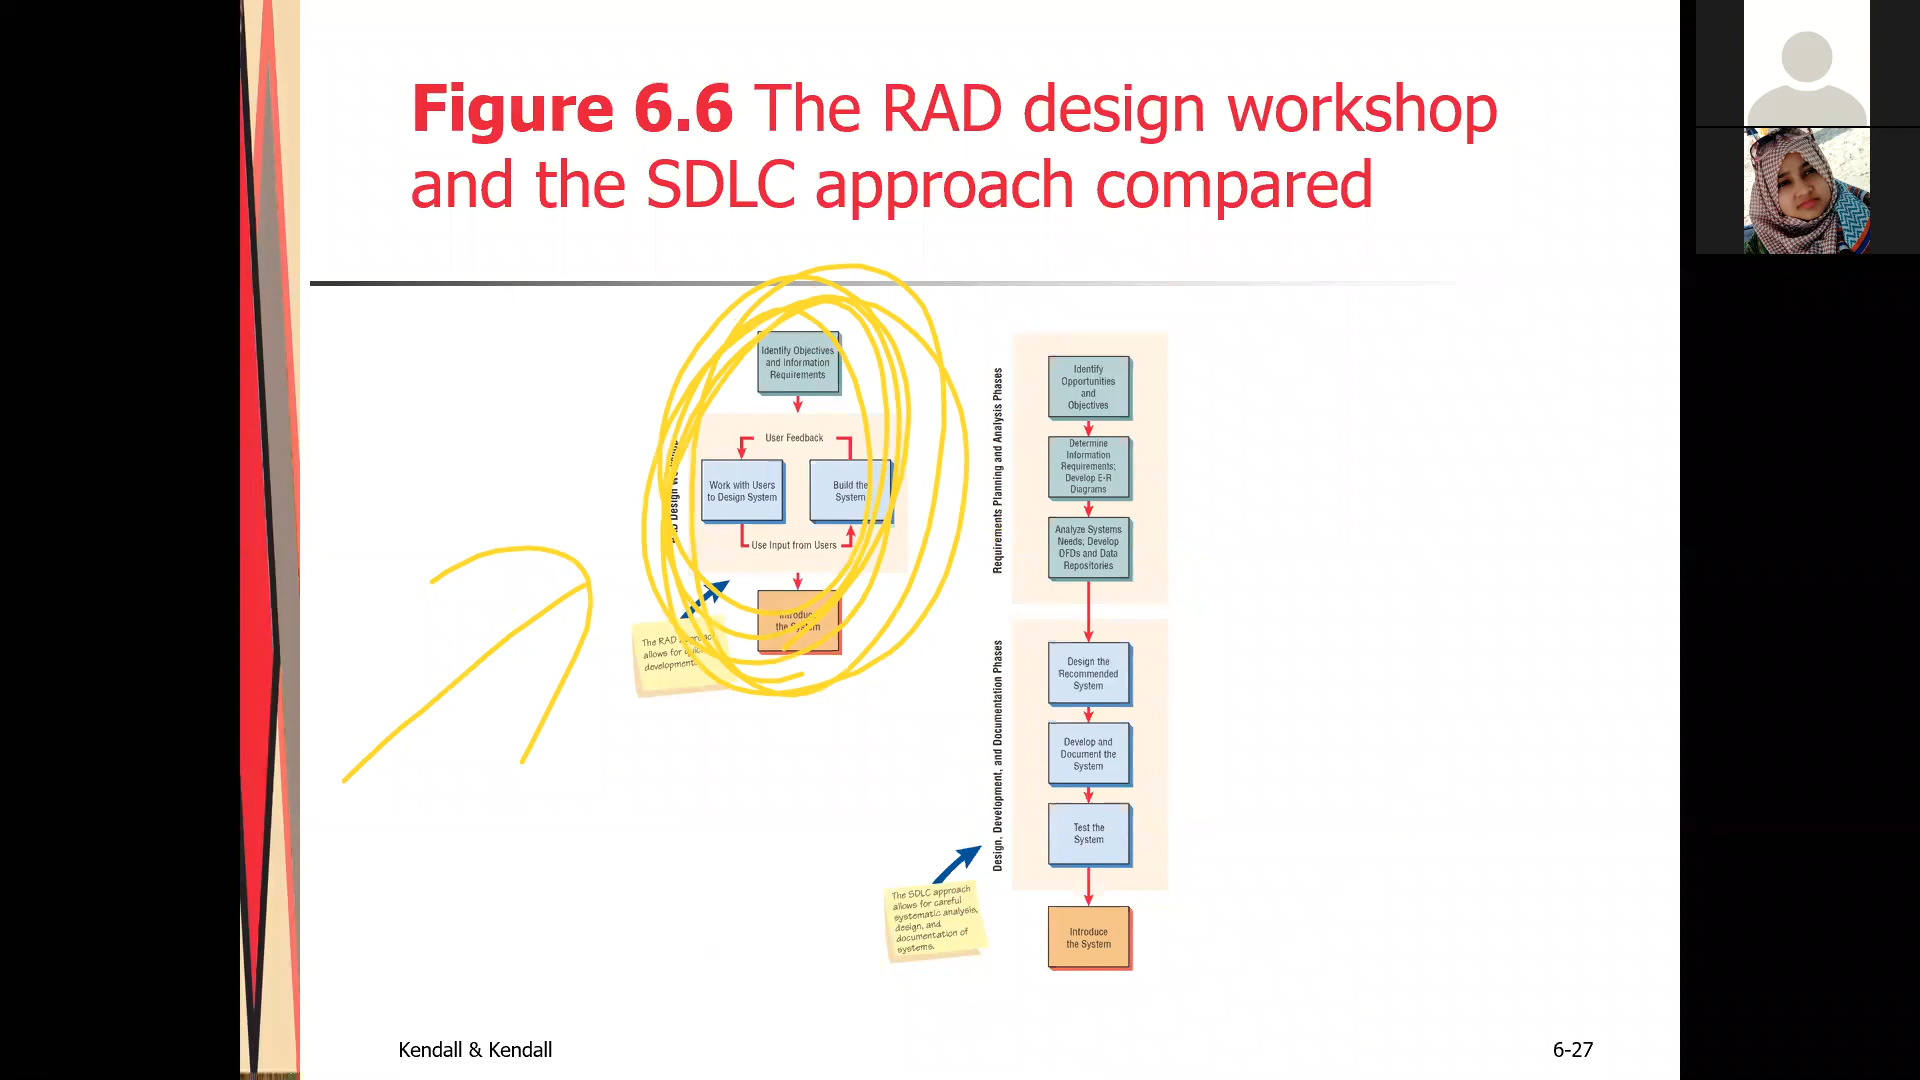 Figure 6.6 The RAD design workshop
and the SDLC approach compared
Identify Objectives
and Information
Requirements
User Feedback
Work with Users
to Design System
Build the
System
Use Input from Users
RAD Design
Introduce
the System
The RAD approach
allows for quick
development.
Requirements Planning and Analysis Phases
Identify
Opportunities
and
Objectives
Determine
Information
Requirements;
Develop E-R
Diagrams
Analyze Systems
Needs; Develop
DFDs and Data
Repositories
Design, Development, and Documentation Phases
Design the
Recommended
System
Develop and
Document the
System
Test the
System
Introduce
the System
The SDLC approach
allows for careful
systematic analysis,
design, and
documentation of
systems.
Kendall & Kendall
6-27